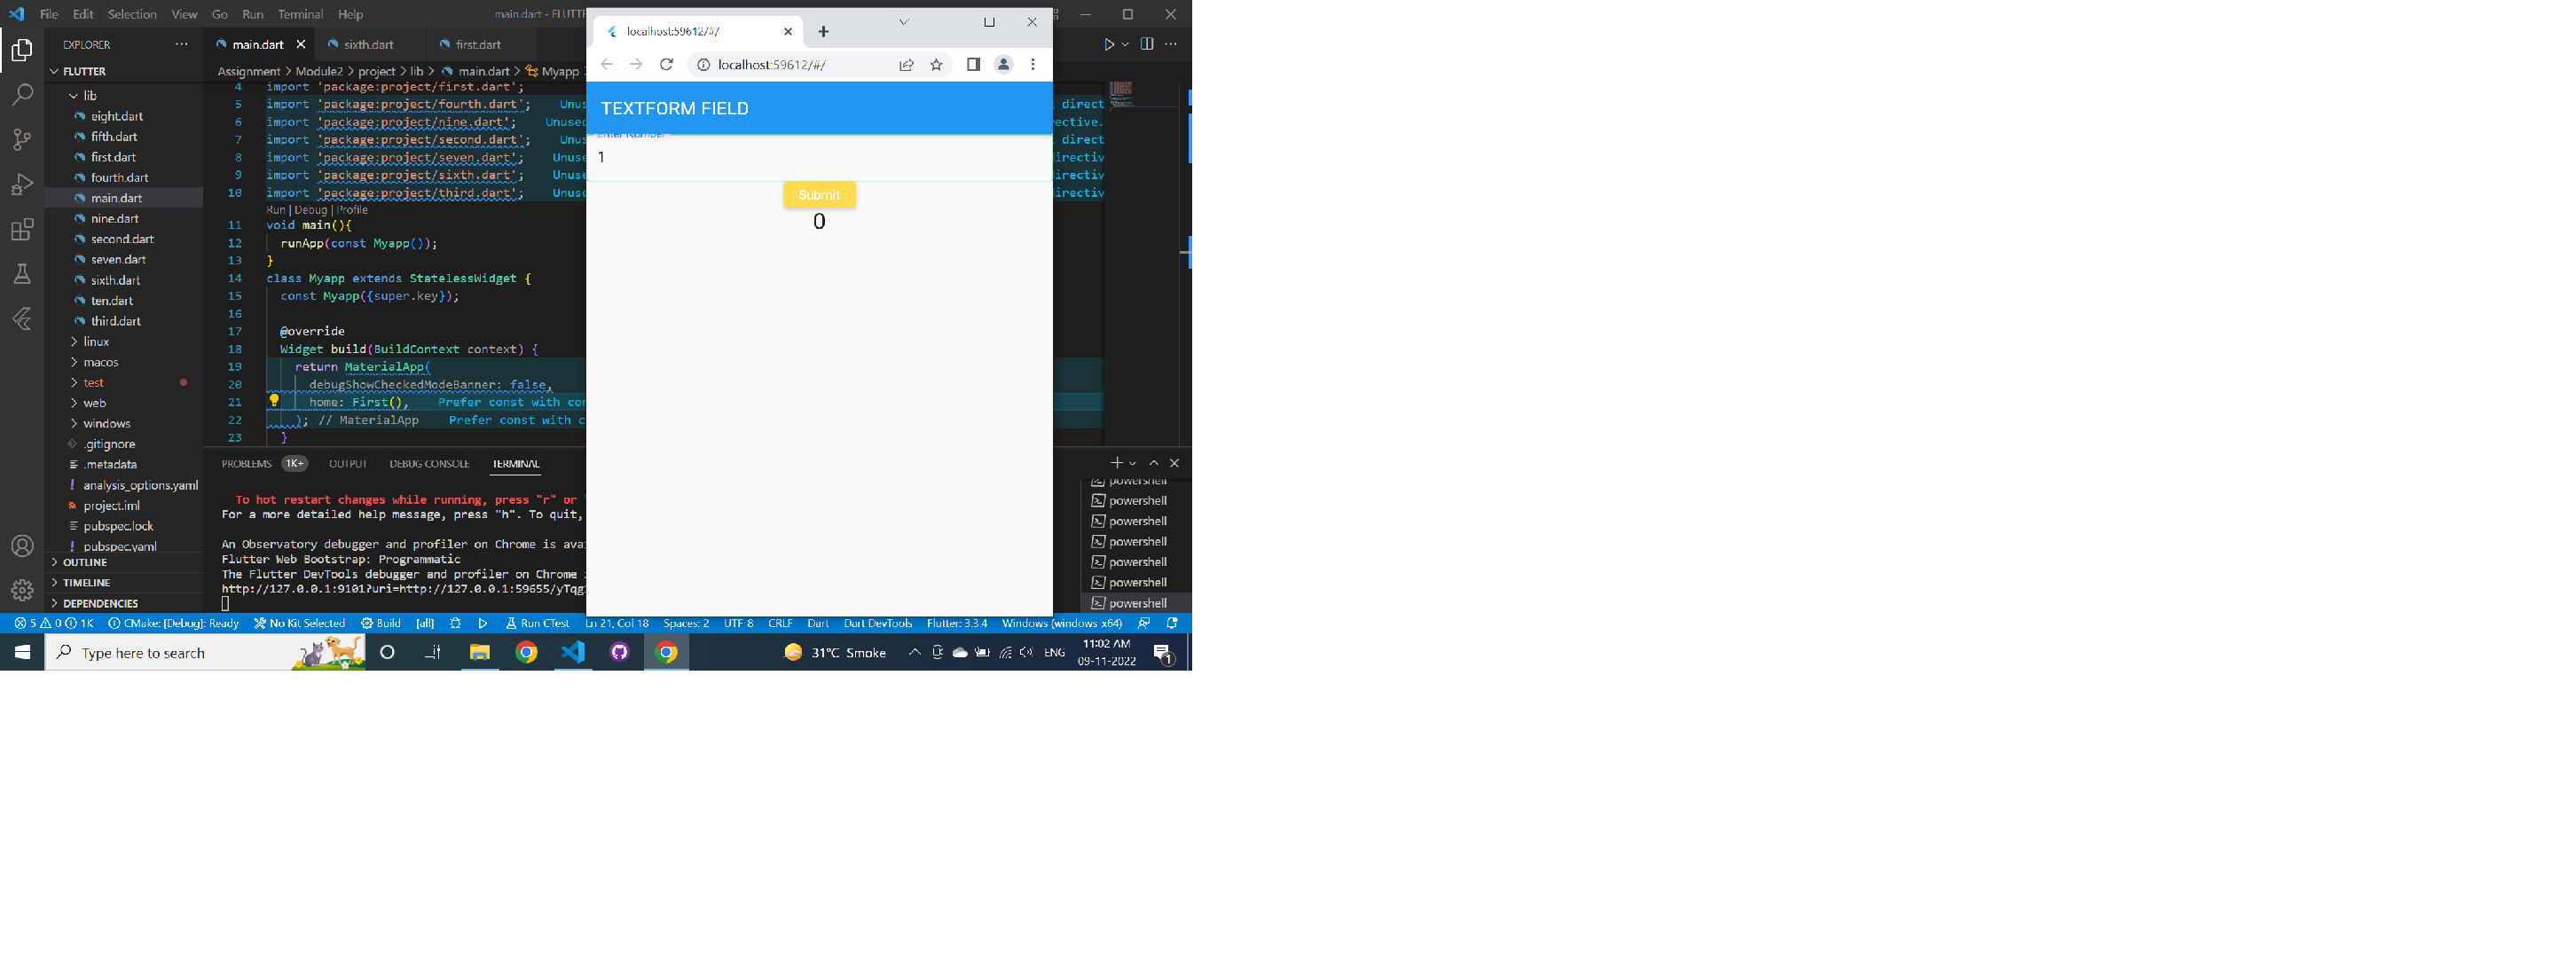 File Edit Selection View Go Run Terminal Help
main.dart - FLUTT
EXPLORER
FLUTTER
lib
eight.dart
fifth.dart
first.dart
fourth.dart
main.dart
nine.dart
second.dart
seven.dart
sixth.dart
ten.dart
third.dart
linux
macos
test
web
windows
.gitignore
.metadata
analysis_options.yaml
project.iml
pubspec.lock
pubspec.yaml
OUTLINE
TIMELINE
DEPENDENCIES
main.dart sixth.dart first.dart
Assignment > Module2 > project > lib > main.dart > Myapp
4 import 'package:project/first.dart';
5 import 'package:project/fourth.dart'; Unus
6 import 'package:project/nine.dart'; Unused
7 import 'package:project/second.dart'; Unus
8 import 'package:project/seven.dart'; Unuse
9 import 'package:project/sixth.dart'; Unuse
10 import 'package:project/third.dart'; Unuse
Run | Debug | Profile
11 void main(){
12 runApp(const Myapp());
13 }
14 class Myapp extends StatelessWidget {
15 const Myapp({super.key});
16
17 @override
18 Widget build(BuildContext context) {
19 return MaterialApp(
20 debugShowCheckedModeBanner: false,
21 home: First(), Prefer const with con
22 ); // MaterialApp Prefer const with c
23 }
direct
ective.
direct
directiv
directiv
directiv
PROBLEMS 1K+ OUTPUT DEBUG CONSOLE TERMINAL
To hot restart changes while running, press "r" or
For a more detailed help message, press "h". To quit,
An Observatory debugger and profiler on Chrome is avai
Flutter Web Bootstrap: Programmatic
The Flutter DevTools debugger and profiler on Chrome
http://127.0.0.1:9101?uri=http://127.0.0.1:59655/yTqg
powershell
powershell
powershell
powershell
powershell
powershell
powershell
localhost:59612/#/
localhost:59612/#/
TEXTFORM FIELD
Enter Number
1
Submit
0
5 0 1K CMake: [Debug]: Ready No Kit Selected Build [all] Run CTest Ln 21, Col 18 Spaces: 2 UTF-8 CRLF Dart Dart DevTools Flutter: 3.3.4 Windows (windows-x64)
Type here to search
31°C Smoke
ENG
11:02 AM
09-11-2022
1